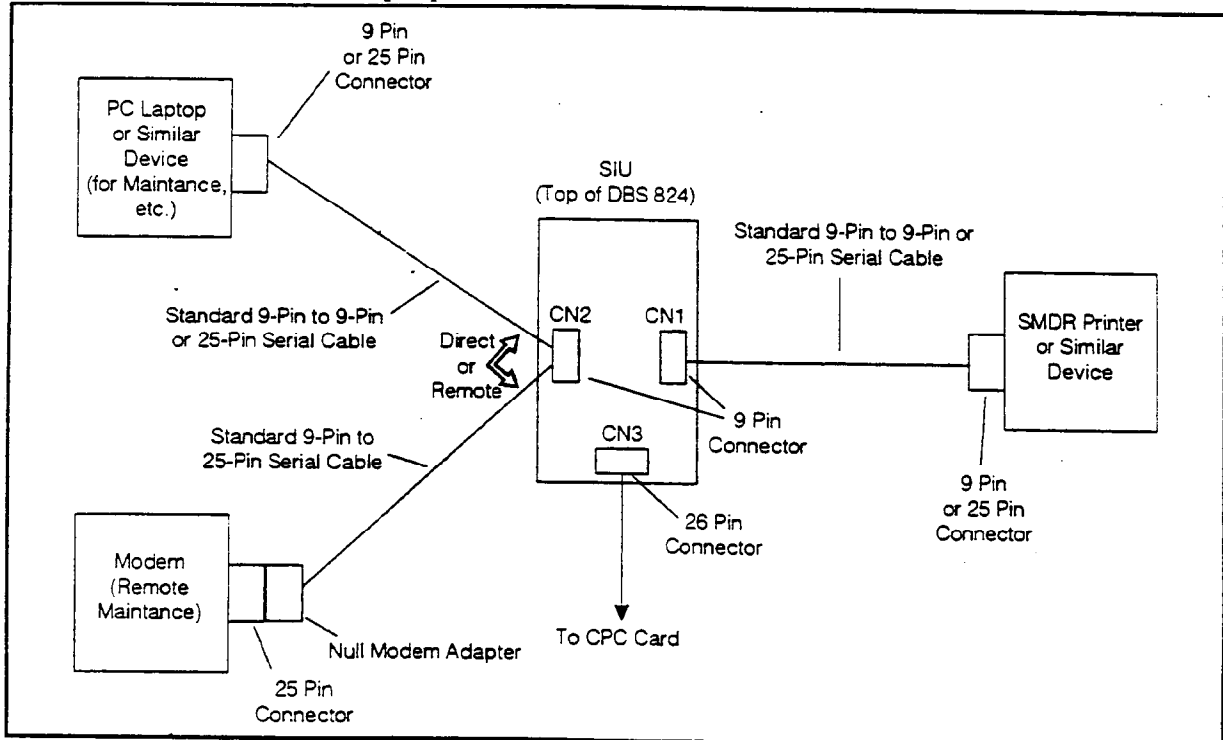 9 Pin
or 25 Pin
Connector
PC Laptop
or Similar
Device
(for Maintance,
etc.)
SIU
(Top of DBS 824)
Standard 9-Pin to 9-Pin or
25-Pin Serial Cable
Standard 9-Pin to 9-Pin
or 25-Pin Serial Cable
Direct
or
Remote
CN2
CN1
SMDR Printer
or Similar
Device
9 Pin
Connector
Standard 9-Pin to
25-Pin Serial Cable
CN3
26 Pin
Connector
9 Pin
or 25 Pin
Connector
Modem
(Remote
Maintance)
Null Modem Adapter
To CPC Card
25 Pin
Connector